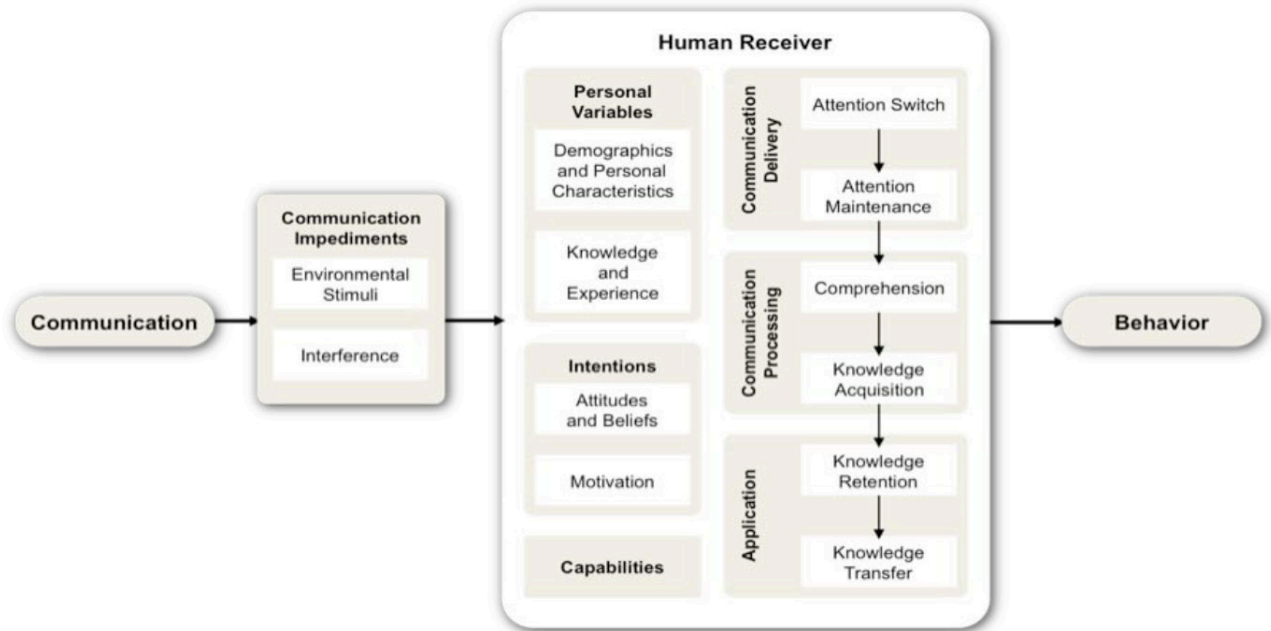 Communication
Communication
Impediments
Environmental
Stimuli
Interference
Human Receiver
Personal
Variables
Demographics
and Personal
Characteristics
Knowledge
and
Experience
Intentions
Attitudes
and Beliefs
Motivation
Capabilities
Communication
Delivery
Attention Switch
Attention
Maintenance
Communication
Processing
Comprehension
Knowledge
Acquisition
Application
Knowledge
Retention
Knowledge
Transfer
Behavior